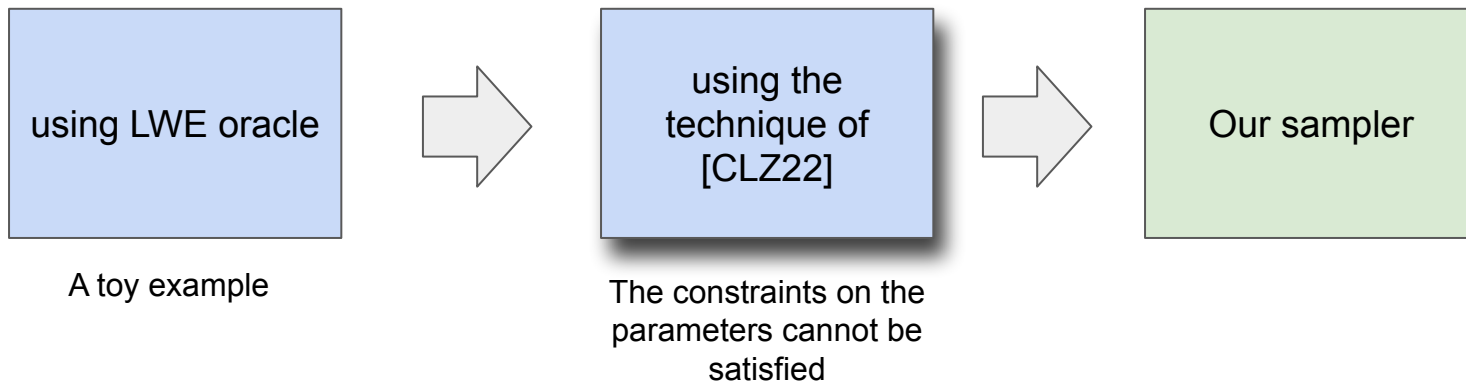 using LWE oracle
A toy example
using the
technique of
[CLZ22]
The constraints on the
parameters cannot be
satisfied
Our sampler